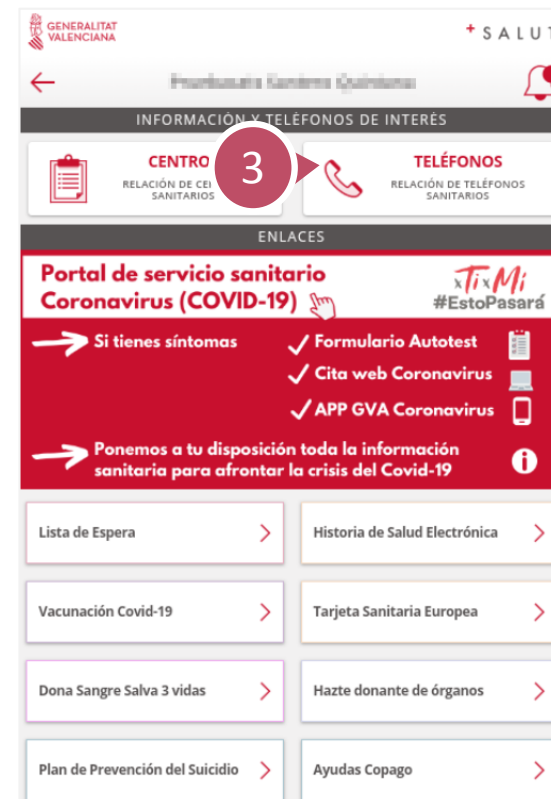 GENERALITAT
VALENCIANA
+ SALUT
INFORMACIÓN Y TELÉFONOS DE INTERÉS
3
CENTRO
RELACIÓN DE CE
SANITARIOS
TELÉFONOS
RELACIÓN DE TELÉFONOS
SANITARIOS
ENLACES
Portal de servicio sanitario
Coronavirus (COVID-19)
xTixMi
#EstoPasará
Si tienes síntomas
Formulario Autotest
Cita web Coronavirus
APP GVA Coronavirus
Ponemos a tu disposición toda la información
sanitaria para afrontar la crisis del Covid-19
Lista de Espera
Historia de Salud Electrónica
Vacunación Covid-19
Tarjeta Sanitaria Europea
Dona Sangre Salva 3 vidas
Hazte donante de órganos
Plan de Prevención del Suicidio
Ayudas Copago